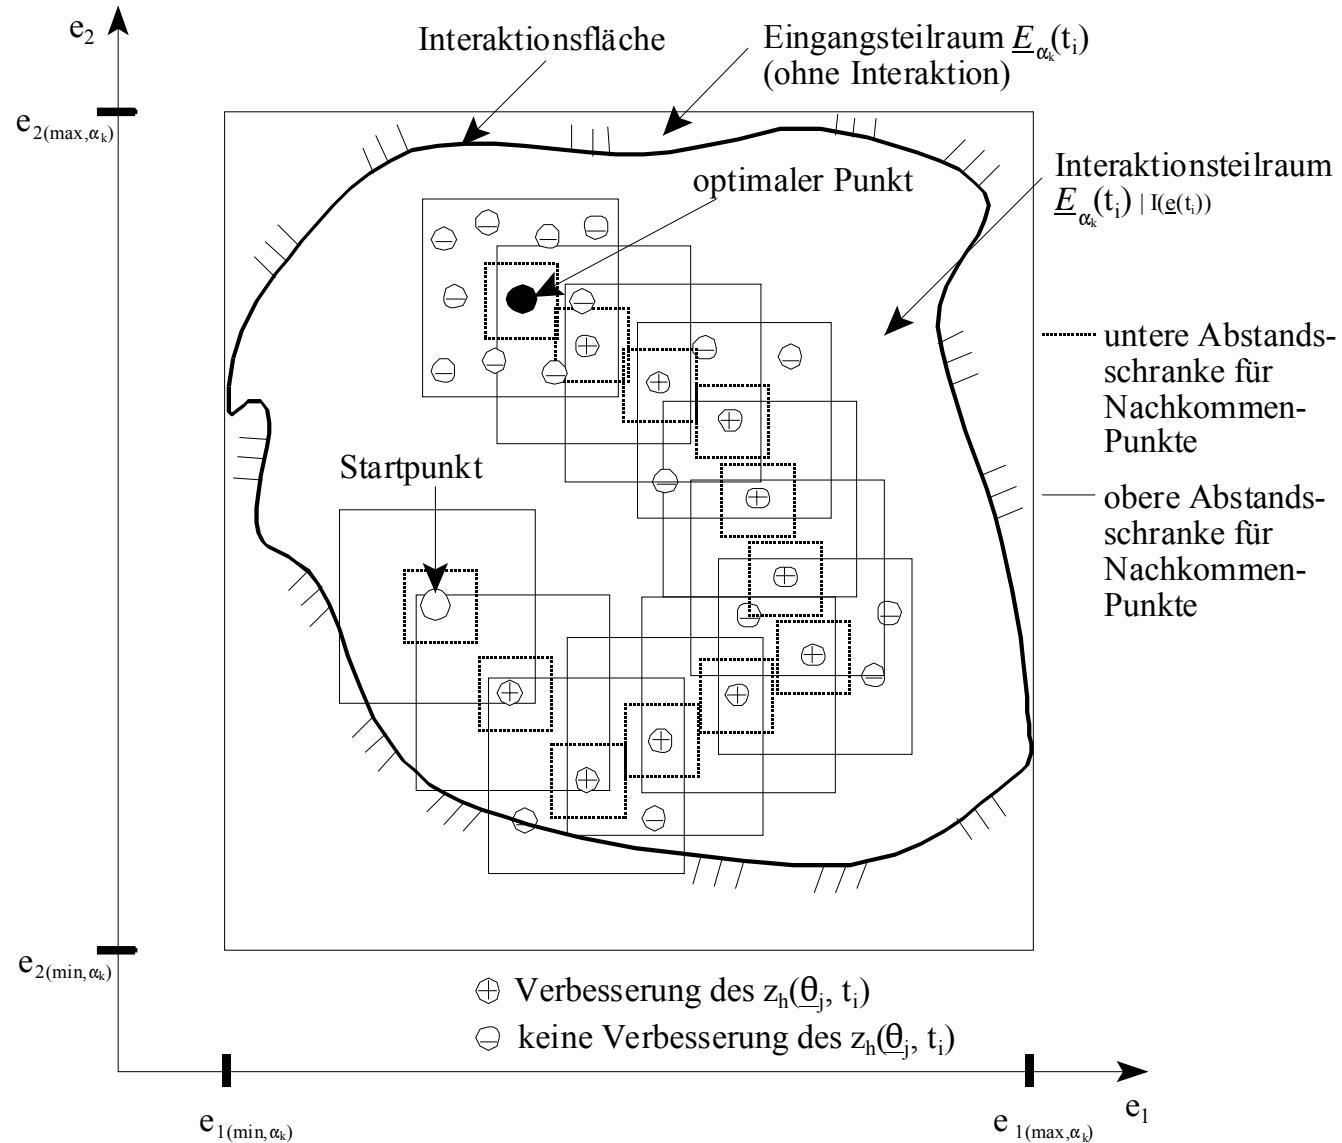 e2
Interaktionsfläche
Eingangsteilraum E αk(ti)
(ohne Interaktion)
e2(max,αk)
optimaler Punkt
Interaktionsteilraum
E αk(ti) | I(e(ti))
untere Abstands-
schranke für
Nachkommen-
Punkte
Startpunkt
obere Abstands-
schranke für
Nachkommen-
Punkte
e2(min,αk)
⊕ Verbesserung des zh(θj, ti)
⊖ keine Verbesserung des zh(θj, ti)
e1(min,αk)
e1(max,αk)
e1